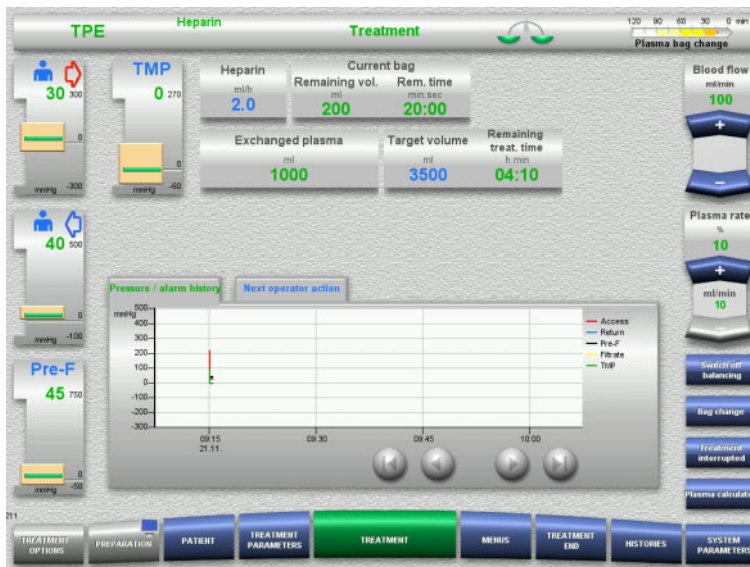 TPE
Heparin
Treatment
120 90 60 30 0 min
Plasma bag change
30 300
0
-300
mmHg
TMP
0 270
0
-60
mmHg
Heparin
ml/h
2.0
Current bag
Remaining vol. Rem. time
ml min:sec
200 20:00
Exchanged plasma
ml
1000
Target volume
ml
3500
Remaining
treat. time
h:min
04:10
Blood flow
ml/min
100
+
−
40 500
0
-100
mmHg
Plasma rate
%
10
+
ml/min
10
−
Pre-F
45 750
0
-50
mmHg
Pressure / alarm history
Next operator action
mmHg
500
400
300
200
100
0
-100
-200
-300
09:15 09:30 09:45 10:00
21.11.
Access
Return
Pre-F
Filtrate
TMP
Switch off
balancing
Bag change
Treatment
interrupted
Plasma calculat
211
TREATMENT
OPTIONS
PREPARATION
PATIENT
TREATMENT
PARAMETERS
TREATMENT
MENUS
TREATMENT
END
HISTORIES
SYSTEM
PARAMETERS